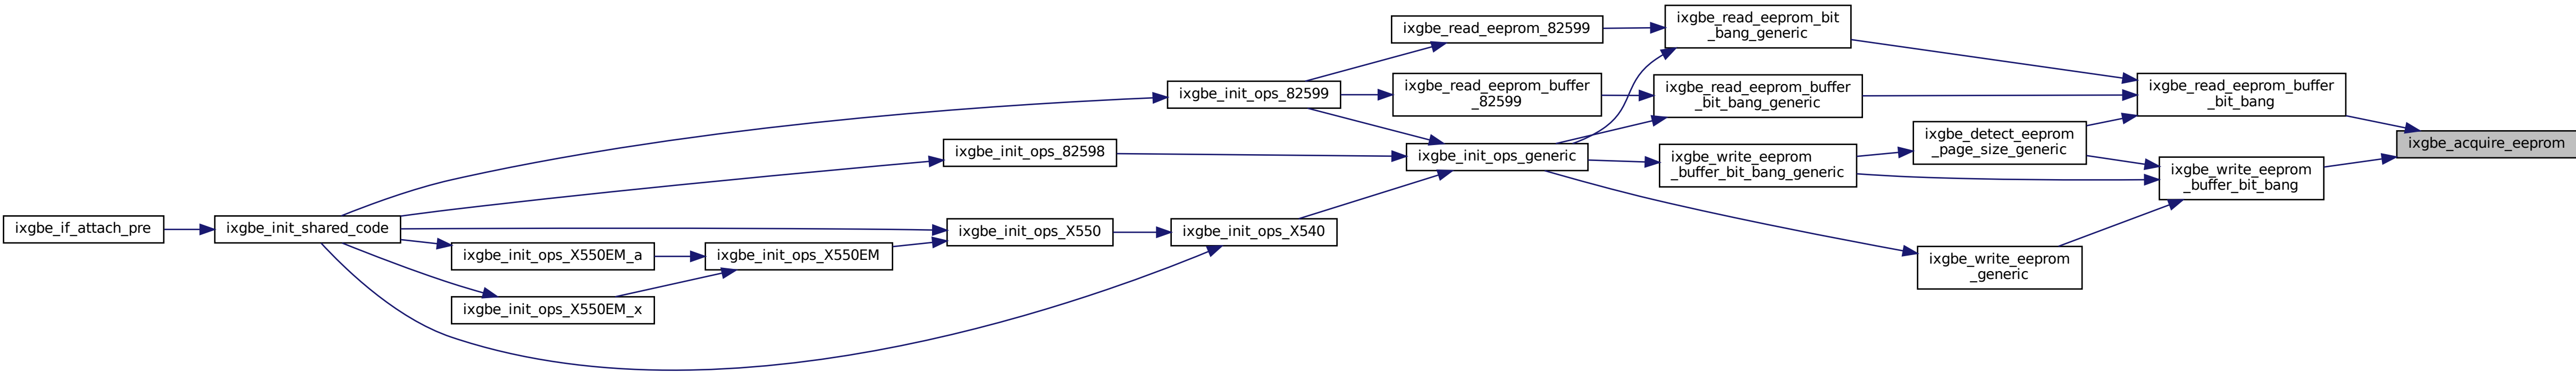 ixgbe_if_attach_pre
ixgbe_init_shared_code
ixgbe_init_ops_X550EM_a
ixgbe_init_ops_X550EM_x
ixgbe_init_ops_X550EM
ixgbe_init_ops_82598
ixgbe_init_ops_X550
ixgbe_init_ops_82599
ixgbe_init_ops_X540
ixgbe_read_eeprom_82599
ixgbe_read_eeprom_buffer
_82599
ixgbe_init_ops_generic
ixgbe_read_eeprom_bit
_bang_generic
ixgbe_read_eeprom_buffer
_bit_bang_generic
ixgbe_write_eeprom
_buffer_bit_bang_generic
ixgbe_detect_eeprom
_page_size_generic
ixgbe_write_eeprom
_generic
ixgbe_read_eeprom_buffer
_bit_bang
ixgbe_write_eeprom
_buffer_bit_bang
ixgbe_acquire_eeprom